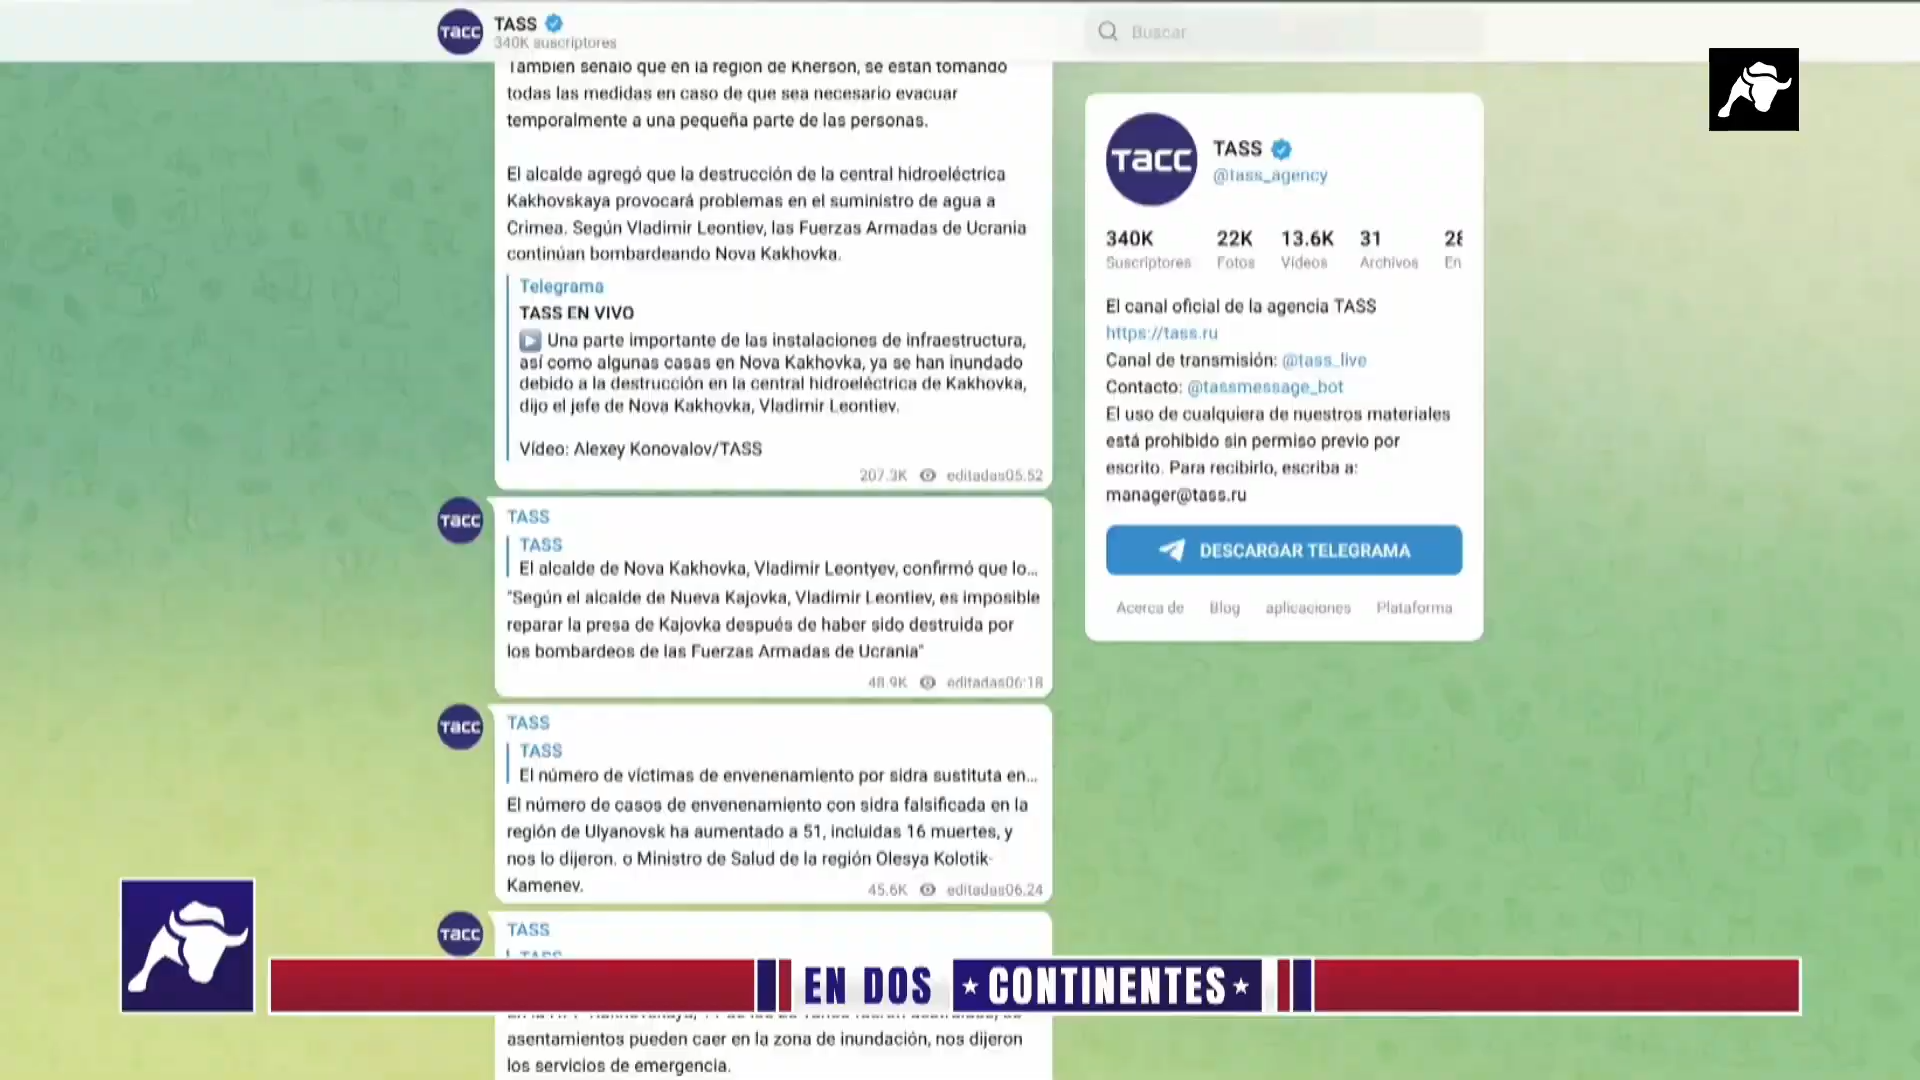 тасс
TASS
340K suscriptores
Buscar
También señaló que en la región de Kherson, se están tomando
todas las medidas en caso de que sea necesario evacuar
temporalmente a una pequeña parte de las personas.
El alcalde agregó que la destrucción de la central hidroeléctrica
Kakhovskaya provocará problemas en el suministro de agua a
Crimea. Según Vladimir Leontiev, las Fuerzas Armadas de Ucrania
continúan bombardeando Nova Kakhovka.
Telegrama
TASS EN VIVO
Una parte importante de las instalaciones de infraestructura,
así como algunas casas en Nova Kakhovka, ya se han inundado
debido a la destrucción en la central hidroeléctrica de Kakhovka,
dijo el jefe de Nova Kakhovka, Vladimir Leontiev.
Vídeo: Alexey Konovalov/TASS
207.3K editadas05:52
тасс
TASS
TASS
El alcalde de Nova Kakhovka, Vladimir Leontyev, confirmó que lo...
"Según el alcalde de Nueva Kajovka, Vladimir Leontiev, es imposible
reparar la presa de Kajovka después de haber sido destruida por
los bombardeos de las Fuerzas Armadas de Ucrania"
48.9K editadas06:18
тасс
TASS
TASS
El número de víctimas de envenenamiento por sidra sustituta en...
El número de casos de envenenamiento con sidra falsificada en la
región de Ulyanovsk ha aumentado a 51, incluidas 16 muertes, y
nos lo dijeron. o Ministro de Salud de la región Olesya Kolotik-
Kamenev.
45.6K editadas06:24
тасс
TASS
TASS
asentamientos pueden caer en la zona de inundación, nos dijeron
los servicios de emergencia.
тасс
TASS
@tass_agency
340K 22K 13.6K 31 28
Suscriptores Fotos Vídeos Archivos En
El canal oficial de la agencia TASS
https://tass.ru
Canal de transmisión: @tass_live
Contacto: @tassmessage_bot
El uso de cualquiera de nuestros materiales
está prohibido sin permiso previo por
escrito. Para recibirlo, escriba a:
manager@tass.ru
DESCARGAR TELEGRAMA
Acerca de Blog aplicaciones Plataforma
EN DOS CONTINENTES